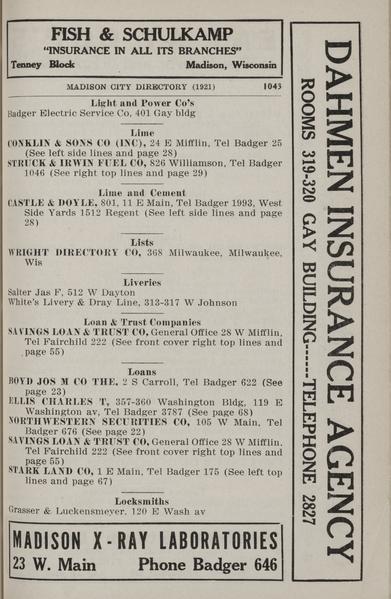 FISH & SCHULKAMP
"INSURANCE IN ALL ITS BRANCHES"
Tenney Block Madison, Wisconsin
MADISON CITY DIRECTORY (1921) 1043
Light and Power Co's
Badger Electric Service Co, 401 Gay bldg
Lime
CONKLIN & SONS CO (INC), 24 E Mifflin, Tel Badger 25
(See left side lines and page 28)
STRUCK & IRWIN FUEL CO, 826 Williamson, Tel Badger
1046 (See right top lines and page 29)
Lime and Cement
CASTLE & DOYLE, 801, 11 E Main, Tel Badger 1993, West
Side Yards 1512 Regent (See left side lines and page
28)
Lists
WRIGHT DIRECTORY CO, 368 Milwaukee, Milwaukee,
Wis
Liveries
Salter Jas F, 512 W Dayton
White's Livery & Dray Line, 313-317 W Johnson
Loan & Trust Companies
SAVINGS LOAN & TRUST CO, General Office 28 W Mifflin,
Tel Fairchild 222 (See front cover right top lines and
page 55)
Loans
BOYD JOS M CO THE, 2 S Carroll, Tel Badger 622 (See
page 23)
ELLIS CHARLES T, 357-360 Washington Bldg, 119 E
Washington av, Tel Badger 3787 (See page 68)
NORTHWESTERN SECURITIES CO, 105 W Main, Tel
Badger 676 (See page 22)
SAVINGS LOAN & TRUST CO, General Office 28 W Mifflin,
Tel Fairchild 222 (See front cover right top lines and
page 55)
STARK LAND CO, 1 E Main, Tel Badger 175 (See left top
lines and page 67)
Locksmiths
Grasser & Luckensmeyer, 120 E Wash av
MADISON X-RAY LABORATORIES
23 W. Main Phone Badger 646
DAHMEN INSURANCE AGENCY
ROOMS 319-320 GAY BUILDING------TELEPHONE 2827